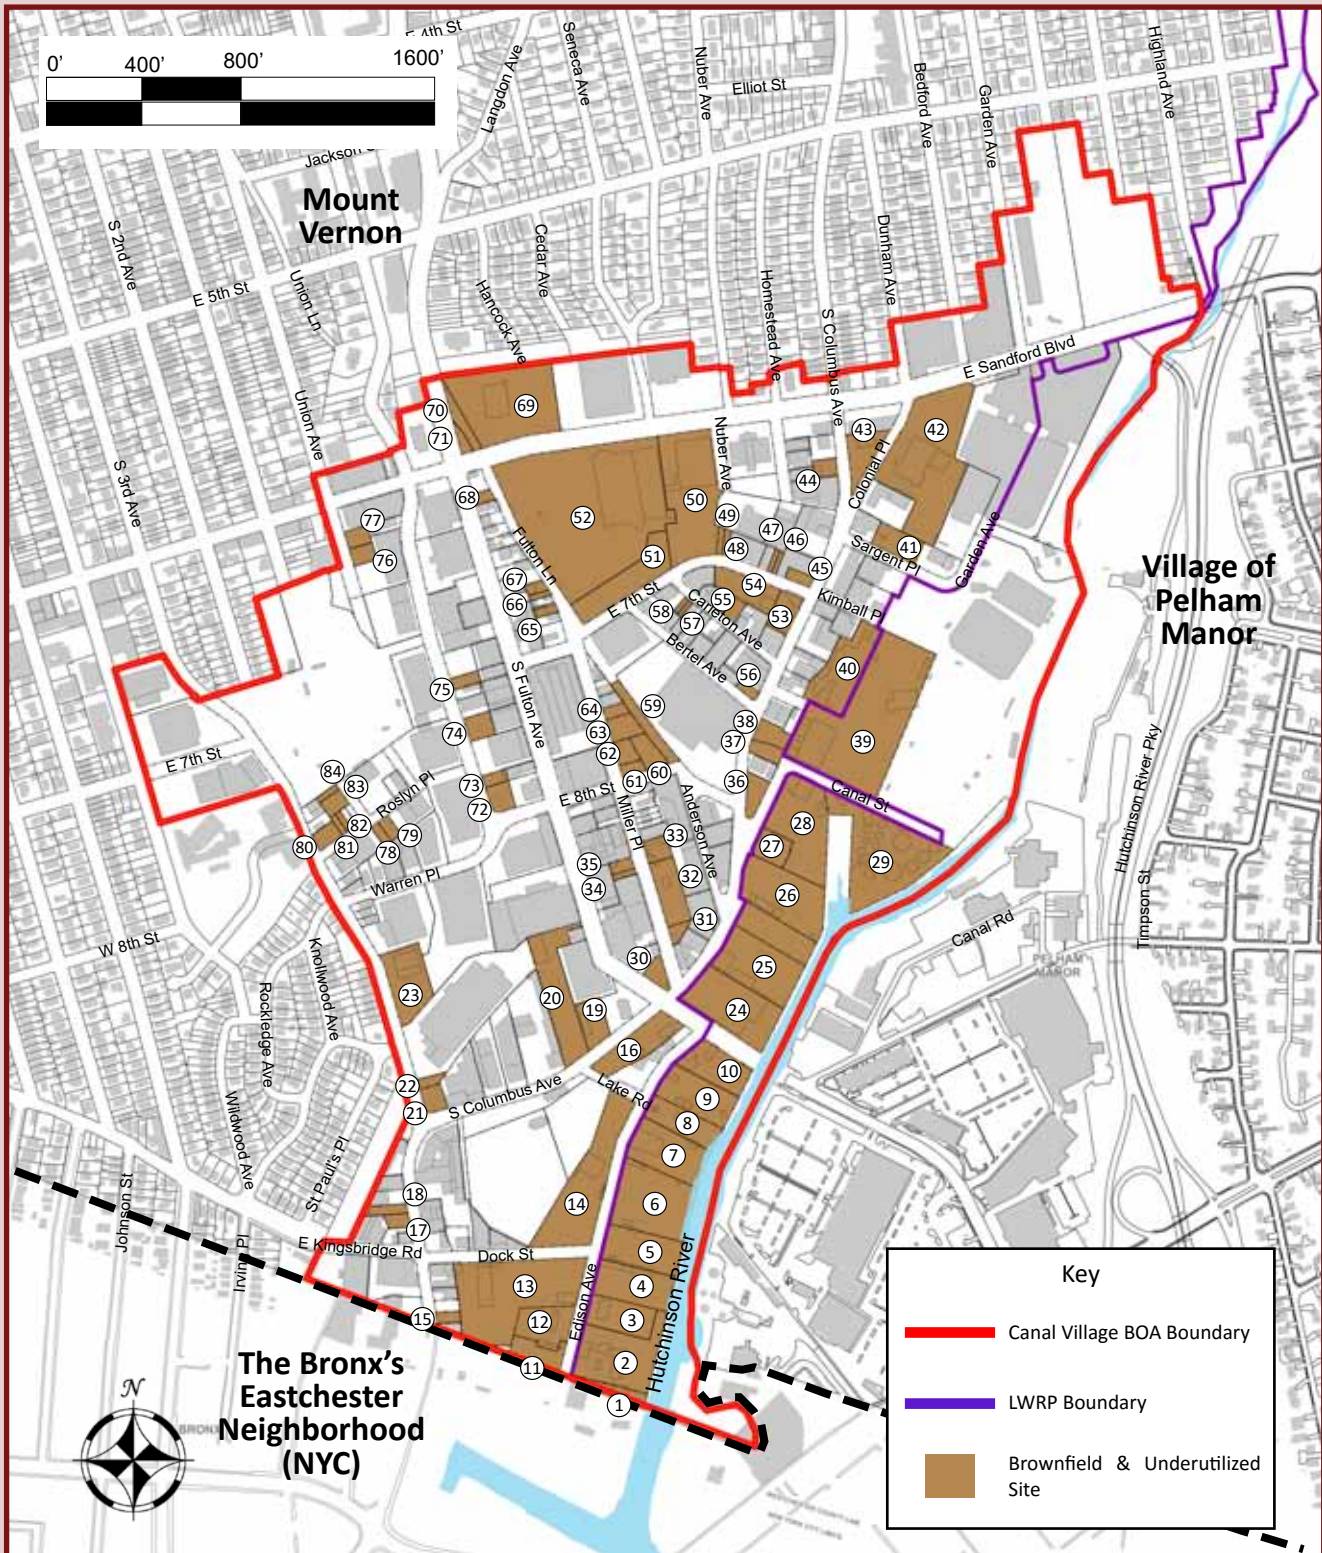 E 4th St
0' 400' 800' 1600'
Langdon Ave
Seneca Ave
Nuber Ave
Elliot St
Bedford Ave
Garden Ave
Highland Ave
Jackson
Mount
Vernon
S 2nd Ave
E 5th St
Union Ln
Hancock Ave
Cedar Ave
Homestead Ave
S Columbus Ave
Dunham Ave
E Sandford Blvd
Union Ave
S 3rd Ave
70
71
69
43
42
Nuber Ave
44
Colonial Pl
68
77
76
52
50
49
47
46
48
51
45
41
Sargent Pl
Garden Ave
Village of
Pelham
Manor
Fulton Ln
67
66
65
E 7th St
58
57
55
54
53
Carleton Ave
Kimball Pl
Bertel Ave
56
40
75
74
S Fulton Ave
64
63
62
59
38
37
36
39
E 7th St
84
83
Roslyn Pl
73
72
E 8th St
61
60
Miller Pl
Anderson Ave
Canal St
82
79
80
81
78
33
28
27
29
Warren Pl
35
34
32
26
31
Hutchinson River Pky
Timpson St
W 8th St
Knollwood Ave
Rockledge Ave
23
20
19
30
25
24
Canal Rd
PELHAM
MANOR
16
Lake Rd
10
9
8
7
22
21
S Columbus Ave
Wildwood Ave
St Paul's Pl
18
17
14
6
5
4
3
2
1
Johnson St
Irving Pl
E Kingsbridge Rd
Dock St
13
12
11
15
Edison Ave
Hutchinson River
The Bronx's
Eastchester
Neighborhood
(NYC)
N
BRONX
Key
Canal Village BOA Boundary
LWRP Boundary
Brownfield & Underutilized
Site